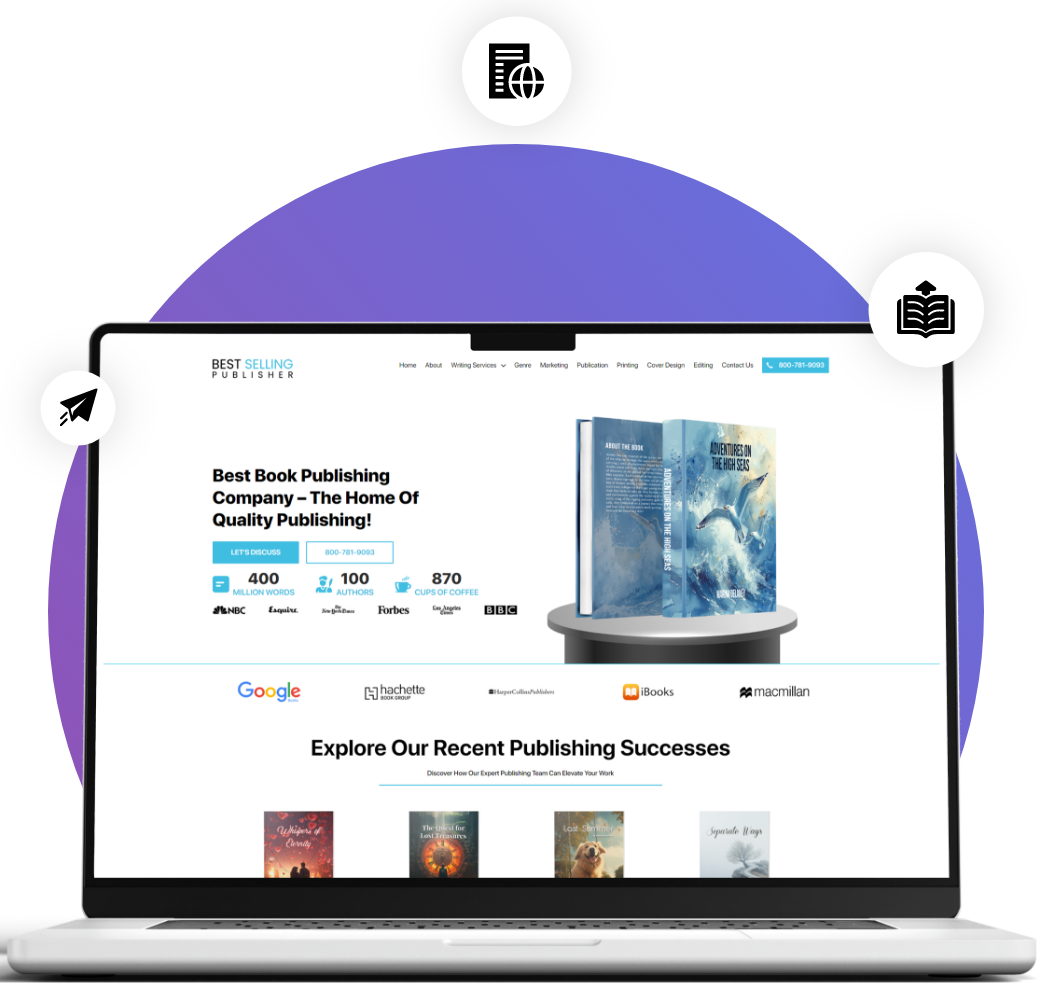 BEST SELLING
PUBLISHER
Home About Writing Services Genre Marketing Publication Printing Cover Design Editing Contact Us 800-781-9093
Best Book Publishing
Company – The Home Of
Quality Publishing!
LET'S DISCUSS 800-781-9093
400
MILLION WORDS
100
AUTHORS
870
CUPS OF COFFEE
NBC Esquire The New York Times Forbes Los Angeles Times BBC
ABOUT THE BOOK
ADVENTURES ON THE HIGH SEAS
ADVENTURES ON
THE HIGH SEAS
Google
hachette
BOOK GROUP
HarperCollinsPublishers
iBooks
macmillan
Explore Our Recent Publishing Successes
Discover How Our Expert Publishing Team Can Elevate Your Work
Whispers of
Eternity
The Quest for
Lost Treasures
Last Summer
Separate Ways